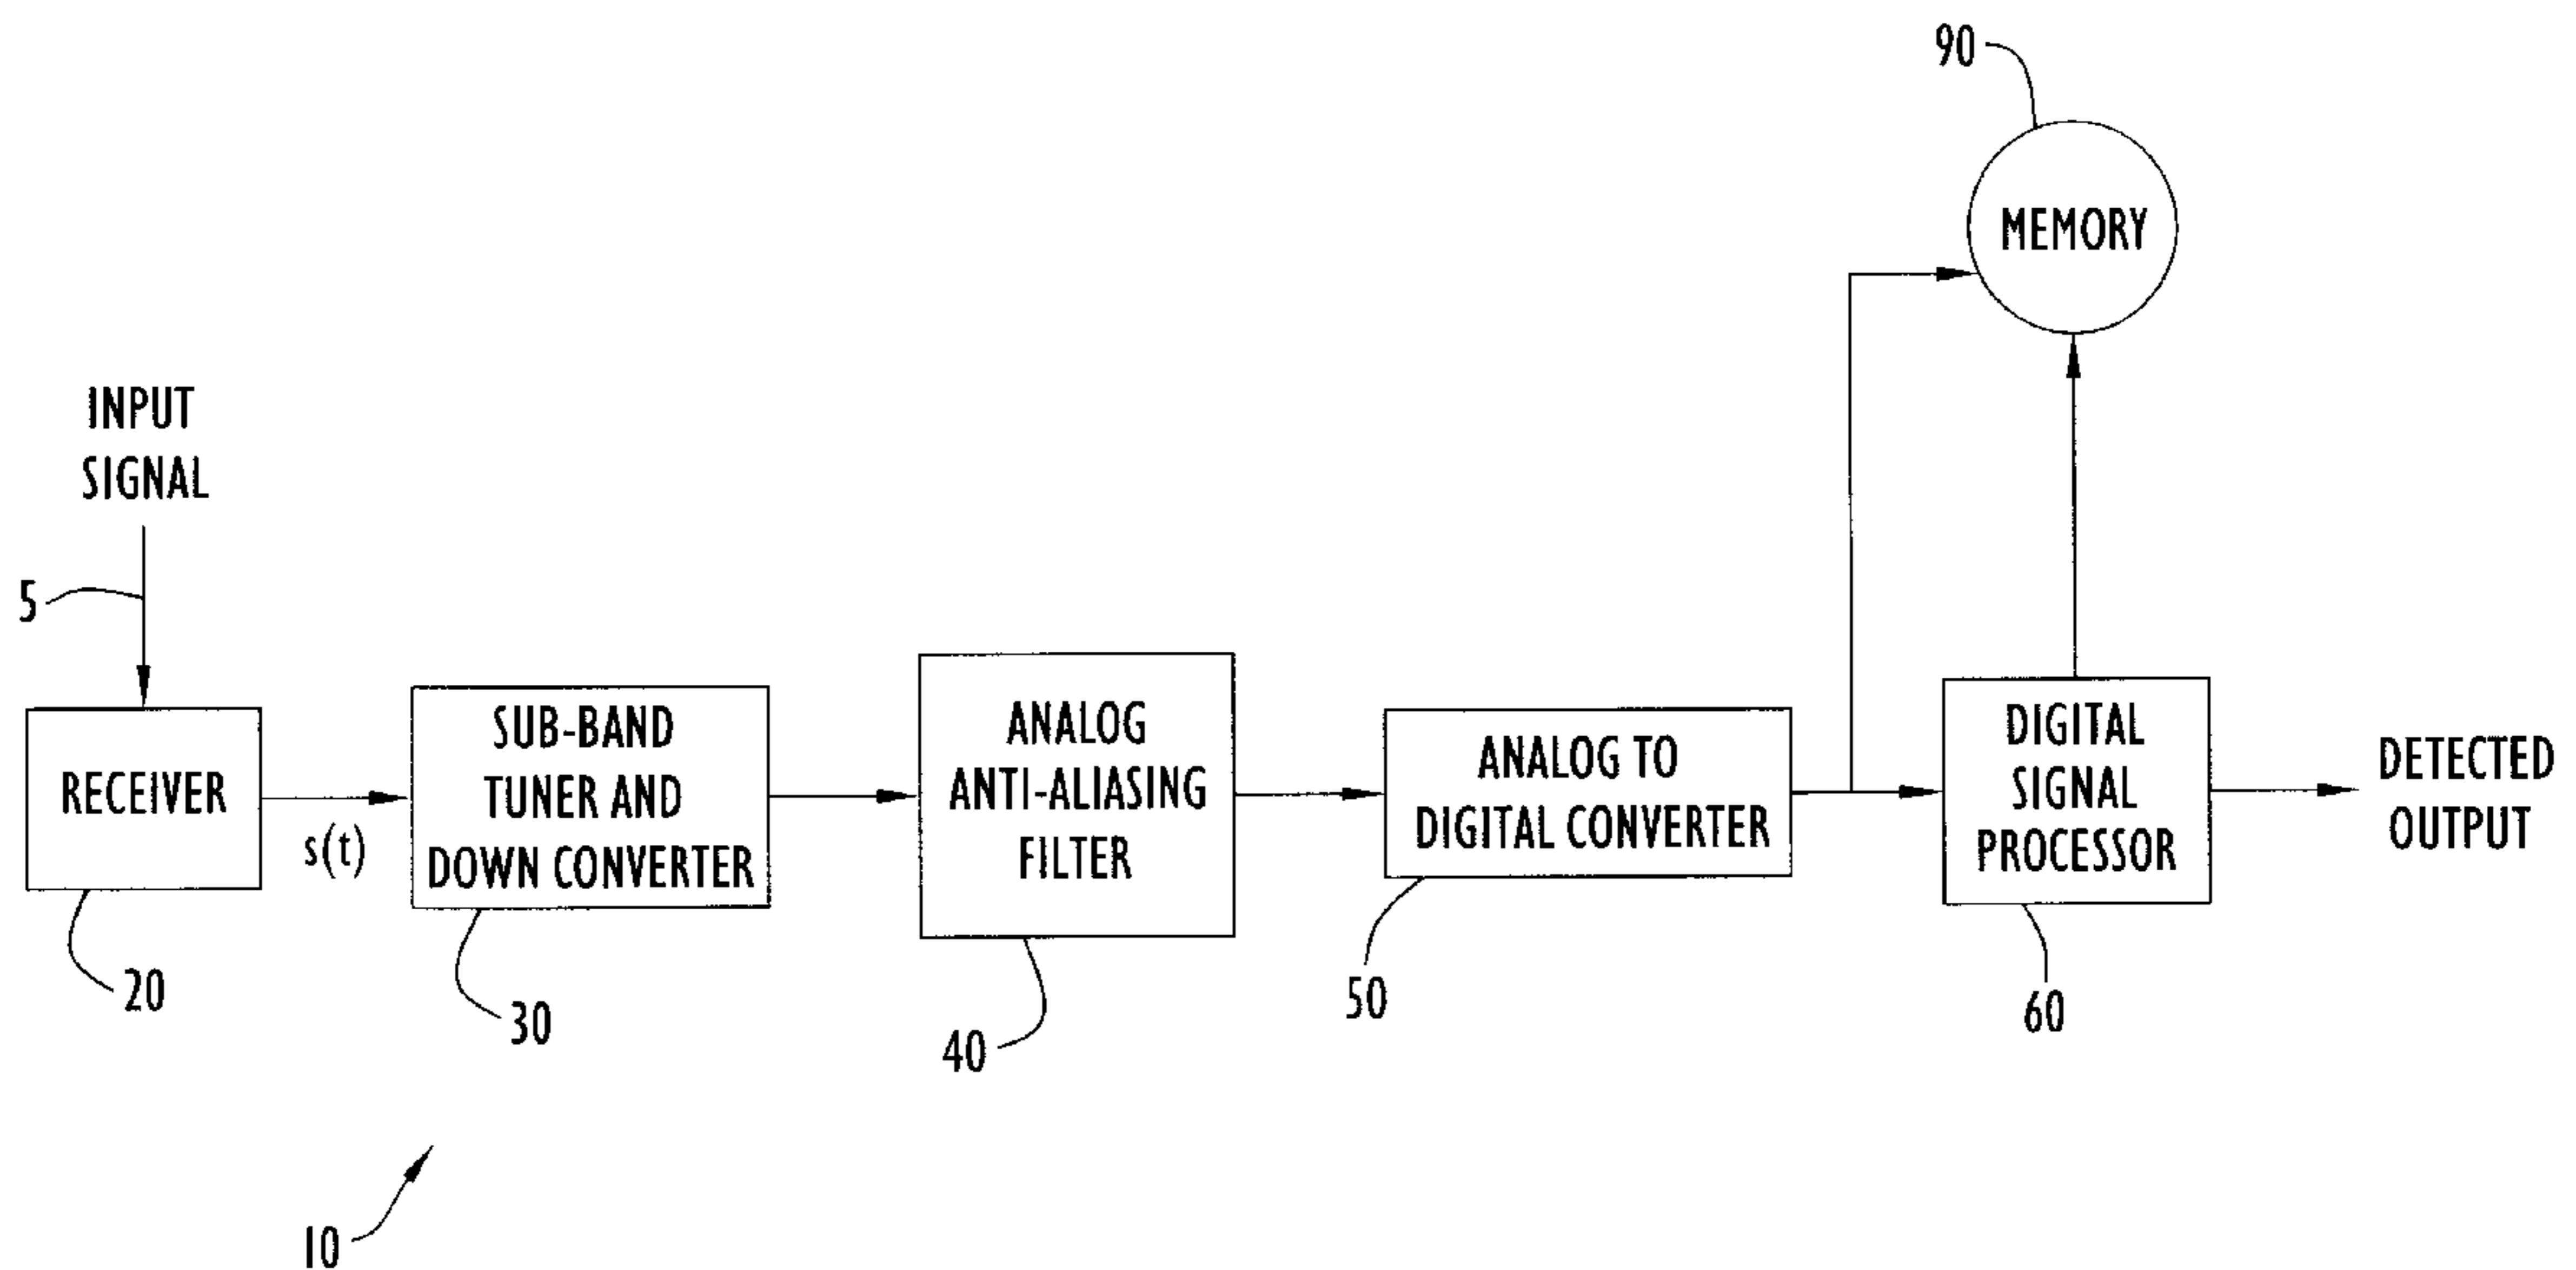 90
MEMORY
INPUT
SIGNAL
5
RECEIVER
s(t)
20
SUB-BAND
TUNER AND
DOWN CONVERTER
30
ANALOG
ANTI-ALIASING
FILTER
40
ANALOG TO
DIGITAL CONVERTER
50
DIGITAL
SIGNAL
PROCESSOR
60
DETECTED
OUTPUT
10